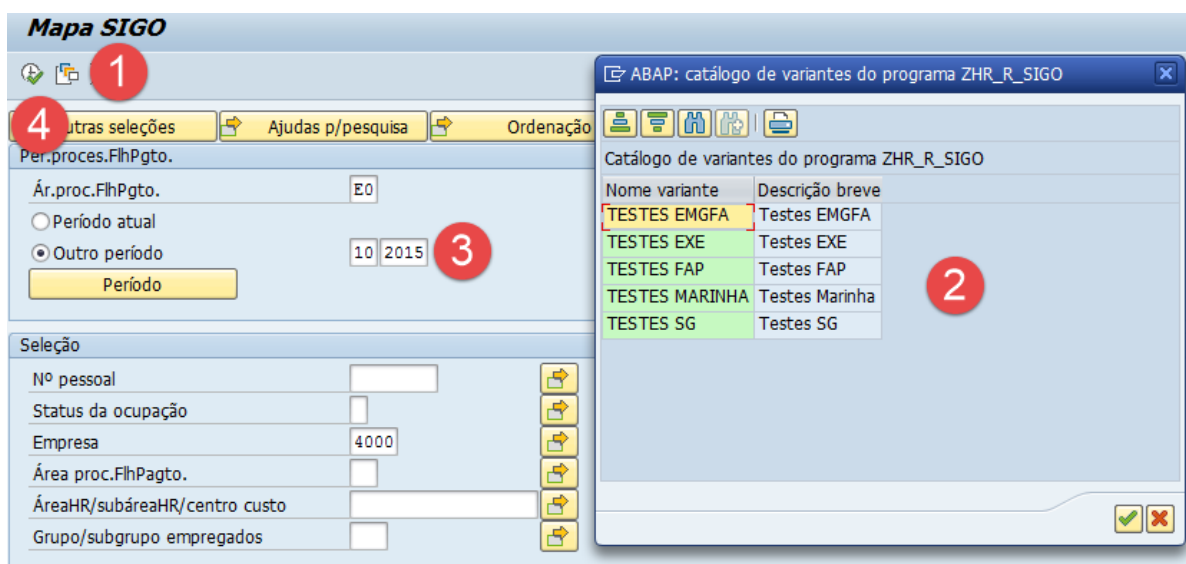 Mapa SIGO
1
4
utras seleções
Ajudas p/pesquisa
Ordenação
Per.proces.FlhPgto.
Ár.proc.FlhPgto.
E0
Período atual
Outro período
10 2015
3
Período
Seleção
Nº pessoal
Status da ocupação
Empresa
4000
Área proc.FlhPagto.
ÁreaHR/subáreaHR/centro custo
Grupo/subgrupo empregados
ABAP: catálogo de variantes do programa ZHR_R_SIGO
Catálogo de variantes do programa ZHR_R_SIGO
Nome variante Descrição breve
TESTES EMGFA Testes EMGFA
TESTES EXE Testes EXE
TESTES FAP Testes FAP
TESTES MARINHA Testes Marinha
TESTES SG Testes SG
2